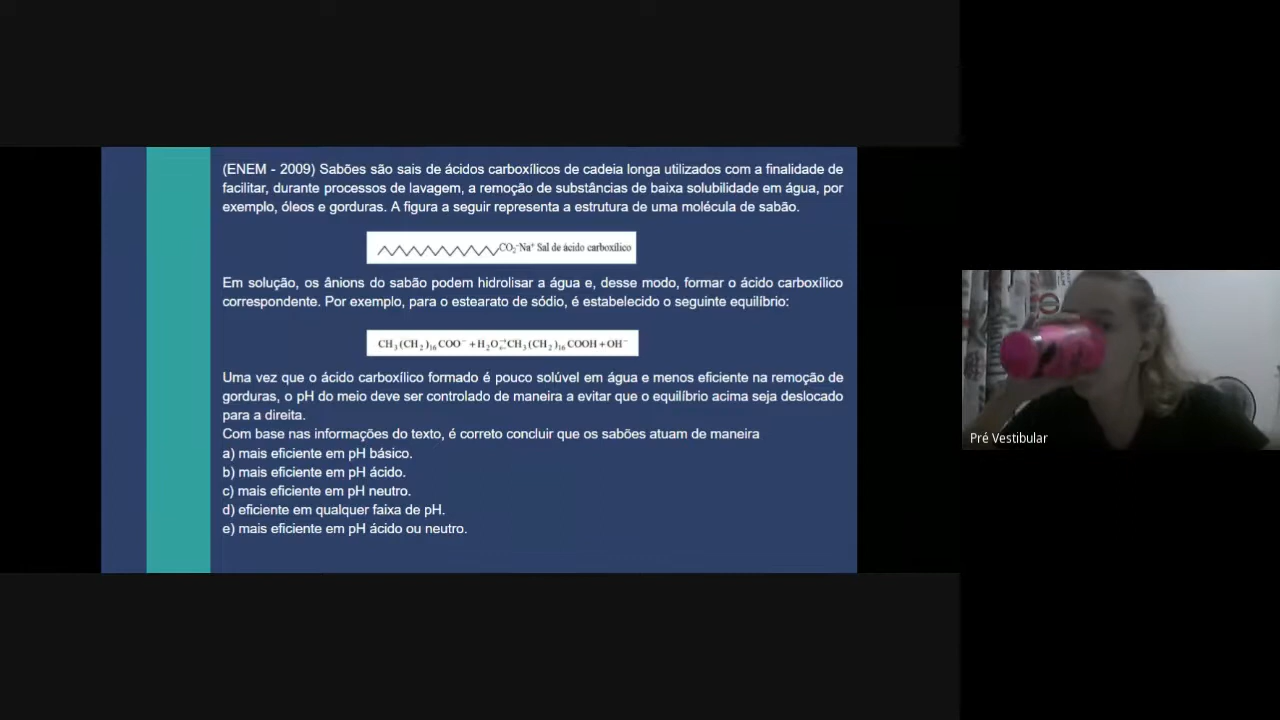 (ENEM - 2009) Sabões são sais de ácidos carboxílicos de cadeia longa utilizados com a finalidade de
facilitar, durante processos de lavagem, a remoção de substâncias de baixa solubilidade em água, por
exemplo, óleos e gorduras. A figura a seguir representa a estrutura de uma molécula de sabão.
CO₂⁻Na⁺ Sal de ácido carboxílico
Em solução, os ânions do sabão podem hidrolisar a água e, desse modo, formar o ácido carboxílico
correspondente. Por exemplo, para o estearato de sódio, é estabelecido o seguinte equilíbrio:
CH₃(CH₂)₁₆COO⁻ + H₂O ⇄ CH₃(CH₂)₁₆COOH + OH⁻
Uma vez que o ácido carboxílico formado é pouco solúvel em água e menos eficiente na remoção de
gorduras, o pH do meio deve ser controlado de maneira a evitar que o equilíbrio acima seja deslocado
para a direita.
Com base nas informações do texto, é correto concluir que os sabões atuam de maneira
a) mais eficiente em pH básico.
b) mais eficiente em pH ácido.
c) mais eficiente em pH neutro.
d) eficiente em qualquer faixa de pH.
e) mais eficiente em pH ácido ou neutro.
Pré Vestibular